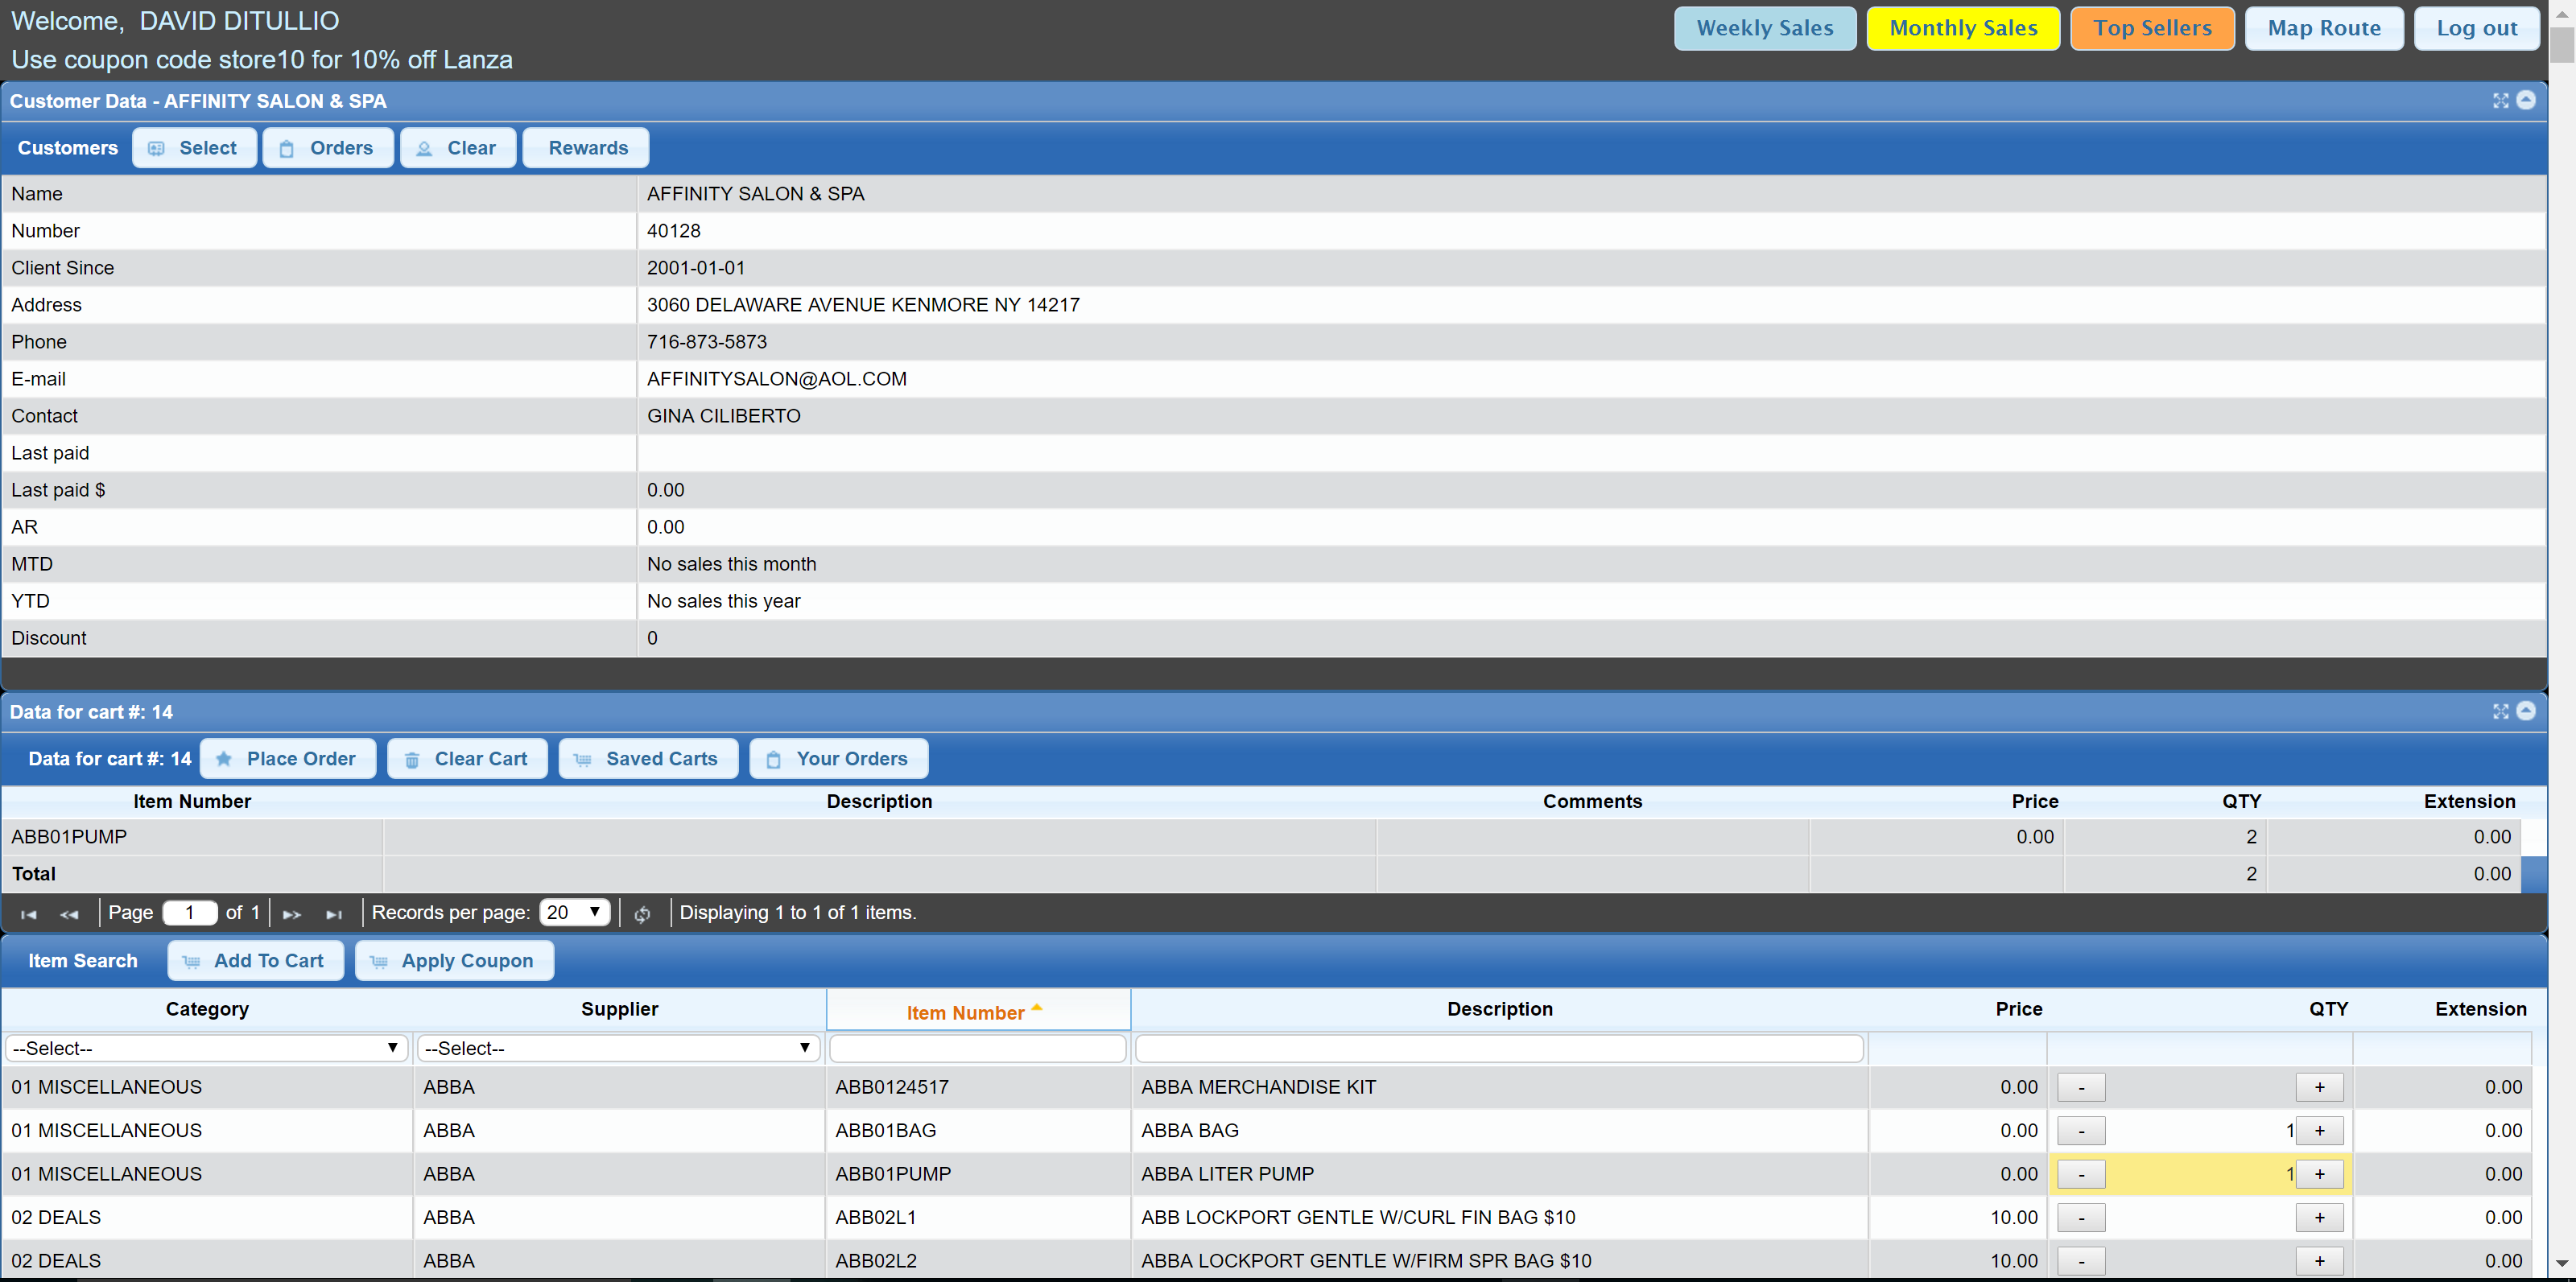 Welcome, DAVID DITULLIO
Weekly Sales Monthly Sales Top Sellers Map Route Log out
Use coupon code store10 for 10% off Lanza
Customer Data - AFFINITY SALON & SPA
Customers Select Orders Clear Rewards
Name AFFINITY SALON & SPA
Number 40128
Client Since 2001-01-01
Address 3060 DELAWARE AVENUE KENMORE NY 14217
Phone 716-873-5873
E-mail AFFINITYSALON@AOL.COM
Contact GINA CILIBERTO
Last paid
Last paid $ 0.00
AR 0.00
MTD No sales this month
YTD No sales this year
Discount 0
Data for cart #: 14
Data for cart #: 14 Place Order Clear Cart Saved Carts Your Orders
Item Number Description Comments Price QTY Extension
ABB01PUMP 0.00 2 0.00
Total 2 0.00
Page 1 of 1 Records per page: 20 Displaying 1 to 1 of 1 items.
Item Search Add To Cart Apply Coupon
Category Supplier Item Number Description Price QTY Extension
--Select-- --Select--
01 MISCELLANEOUS ABBA ABB0124517 ABBA MERCHANDISE KIT 0.00 - + 0.00
01 MISCELLANEOUS ABBA ABB01BAG ABBA BAG 0.00 - 1 + 0.00
01 MISCELLANEOUS ABBA ABB01PUMP ABBA LITER PUMP 0.00 - 1 + 0.00
02 DEALS ABBA ABB02L1 ABB LOCKPORT GENTLE W/CURL FIN BAG $10 10.00 - + 0.00
02 DEALS ABBA ABB02L2 ABBA LOCKPORT GENTLE W/FIRM SPR BAG $10 10.00 - + 0.00